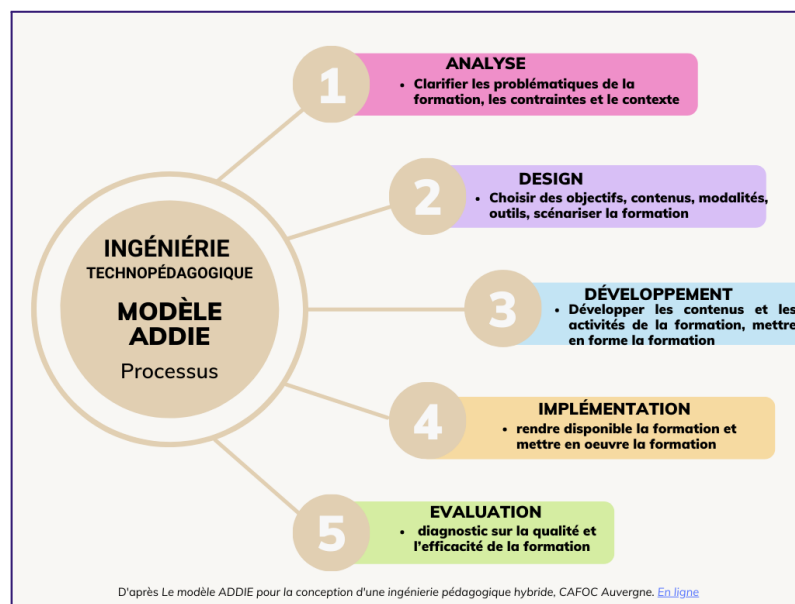 INGÉNIÉRIE
TECHNOPÉDAGOGIQUE
MODÈLE
ADDIE
Processus
1
ANALYSE
• Clarifier les problématiques de la
formation, les contraintes et le contexte
2
DESIGN
• Choisir des objectifs, contenus, modalités,
outils, scénariser la formation
3
DÉVELOPPEMENT
• Développer les contenus et les
activités de la formation, mettre
en forme la formation
4
IMPLÉMENTATION
• rendre disponible la formation et
mettre en oeuvre la formation
5
EVALUATION
• diagnostic sur la qualité et
l'efficacité de la formation
D'après Le modèle ADDIE pour la conception d'une ingénierie pédagogique hybride, CAFOC Auvergne. En ligne